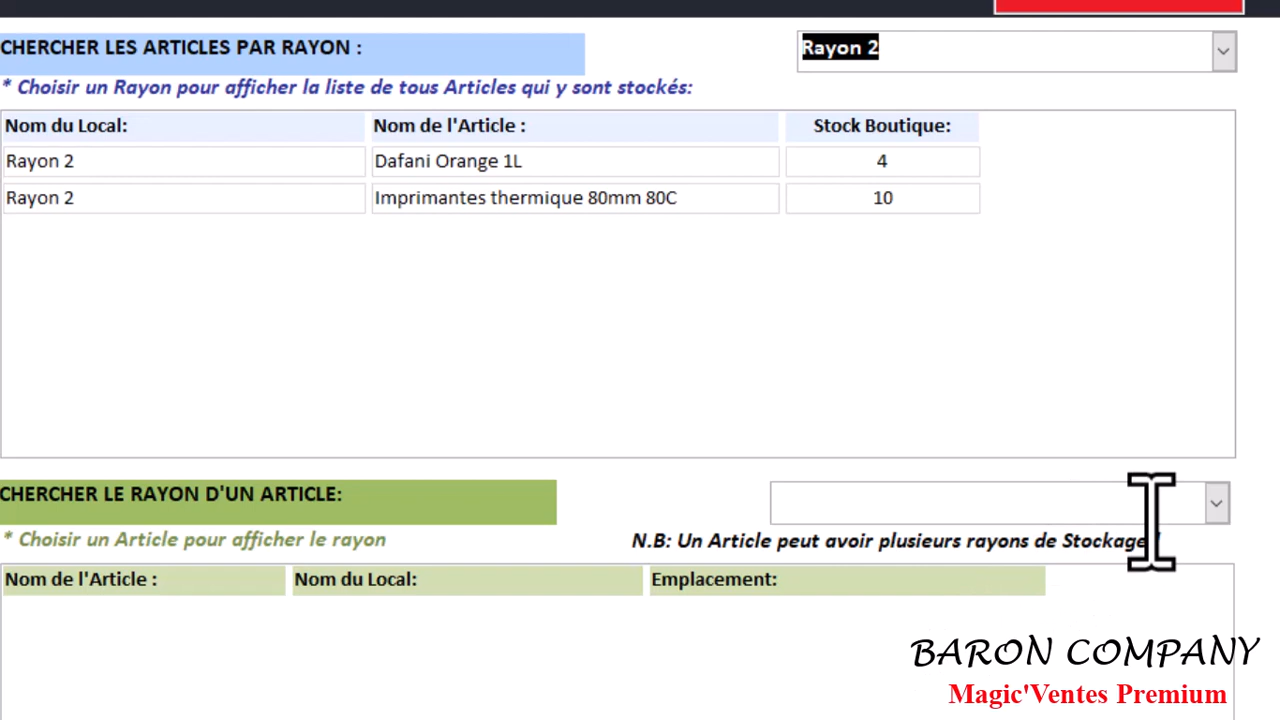 CHERCHER LES ARTICLES PAR RAYON :
Rayon 2
* Choisir un Rayon pour afficher la liste de tous Articles qui y sont stockés:
Nom du Local: Nom de l'Article : Stock Boutique:
Rayon 2 Dafani Orange 1L 4
Rayon 2 Imprimantes thermique 80mm 80C 10
CHERCHER LE RAYON D'UN ARTICLE:
* Choisir un Article pour afficher le rayon
N.B: Un Article peut avoir plusieurs rayons de Stockage !
Nom de l'Article : Nom du Local: Emplacement:
BARON COMPANY
Magic'Ventes Premium